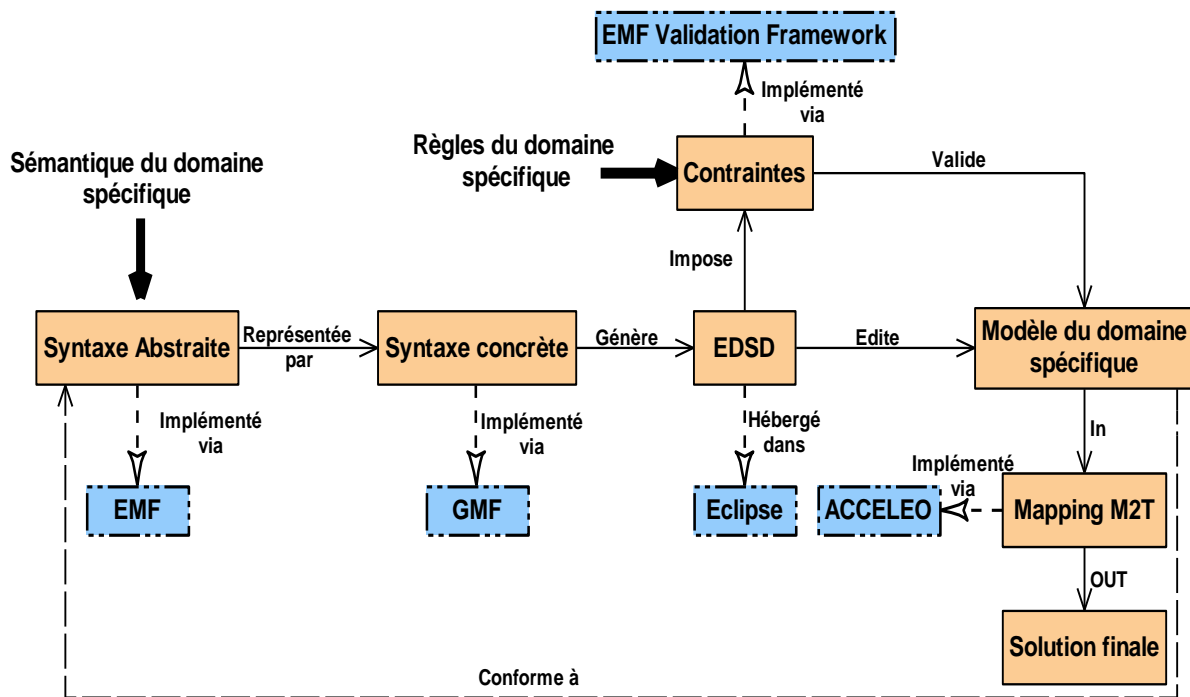 EMF Validation Framework
Implémenté
via
Règles du domaine
spécifique
Contraintes
Valide
Sémantique du domaine
spécifique
Impose
Syntaxe Abstraite
Représentée
par
Syntaxe concrète
Génère
EDSD
Edite
Modèle du domaine
spécifique
Implémenté
via
Implémenté
via
Hébergé
dans
In
Implémenté
via
EMF
GMF
Eclipse
ACCELEO
Mapping M2T
OUT
Solution finale
Conforme à